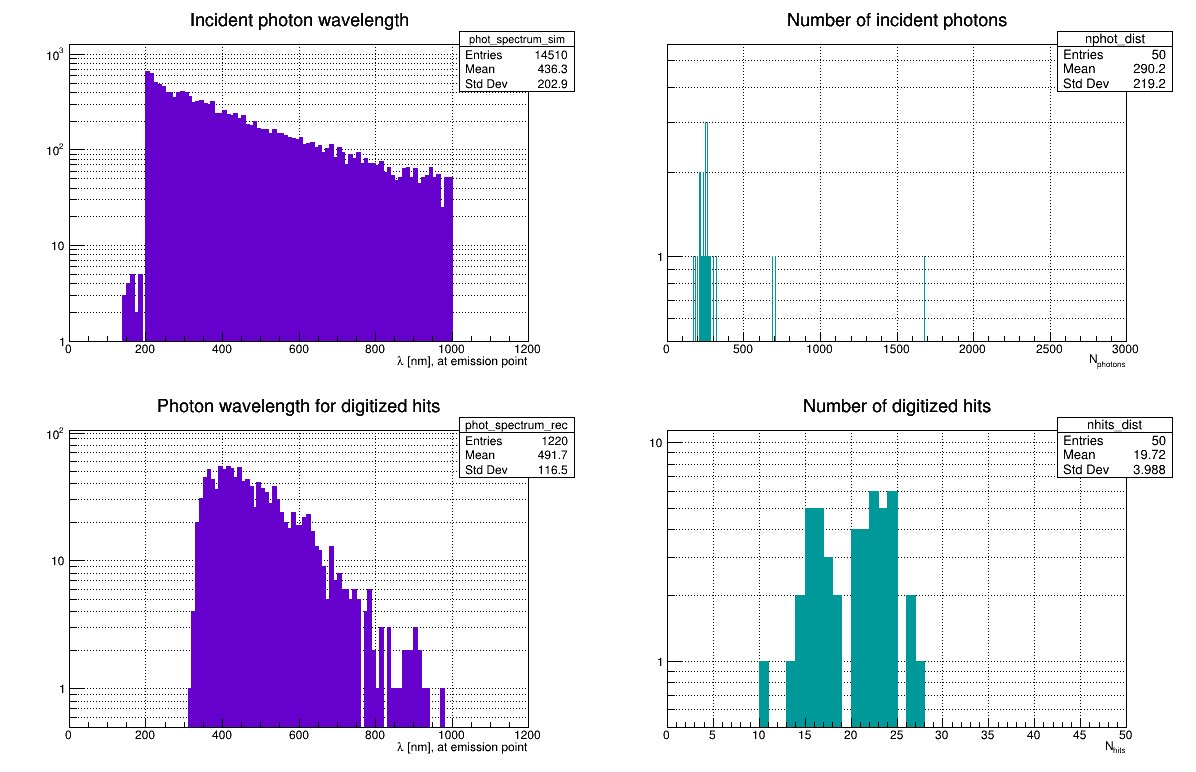 Incident photon wavelength
phot_spectrum_sim
Entries 14510
Mean 436.3
Std Dev 202.9
10³
10²
10
1
0 200 400 600 800 1000 1200
λ [nm], at emission point
Number of incident photons
nphot_dist
Entries 50
Mean 290.2
Std Dev 219.2
1
0 500 1000 1500 2000 2500 3000
Nphotons
Photon wavelength for digitized hits
phot_spectrum_rec
Entries 1220
Mean 491.7
Std Dev 116.5
10²
10
1
0 200 400 600 800 1000 1200
λ [nm], at emission point
Number of digitized hits
nhits_dist
Entries 50
Mean 19.72
Std Dev 3.988
10
1
0 5 10 15 20 25 30 35 40 45 50
Nhits